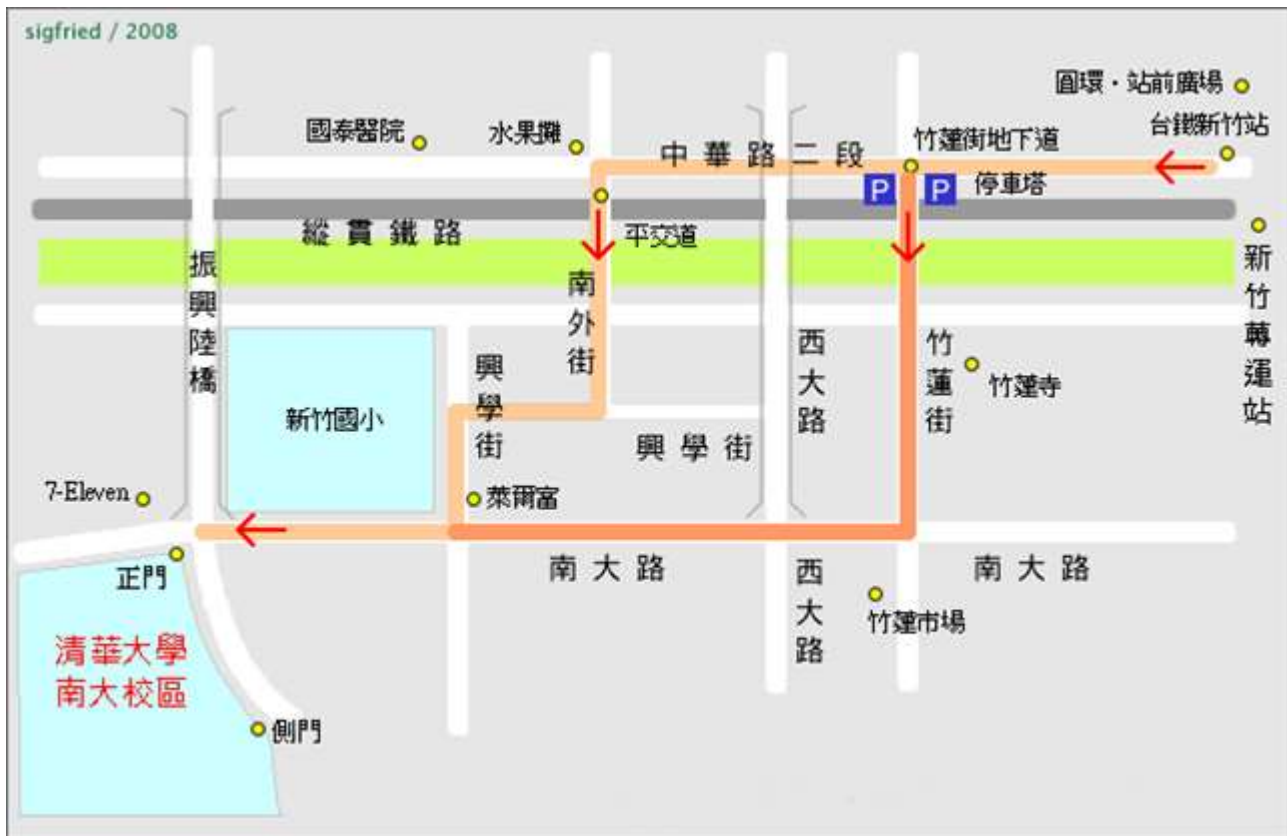 sigfried / 2008
圓環・站前廣場
國泰醫院
水果攤
中華路二段
竹蓮街地下道
台鐵新竹站
P
P
停車塔
縱貫鐵路
平交道
振興陸橋
南外街
新竹轉運站
興學街
西大路
竹蓮街
竹蓮寺
新竹國小
興學街
7-Eleven
萊爾富
正門
南大路
西大路
南大路
竹蓮市場
清華大學
南大校區
側門